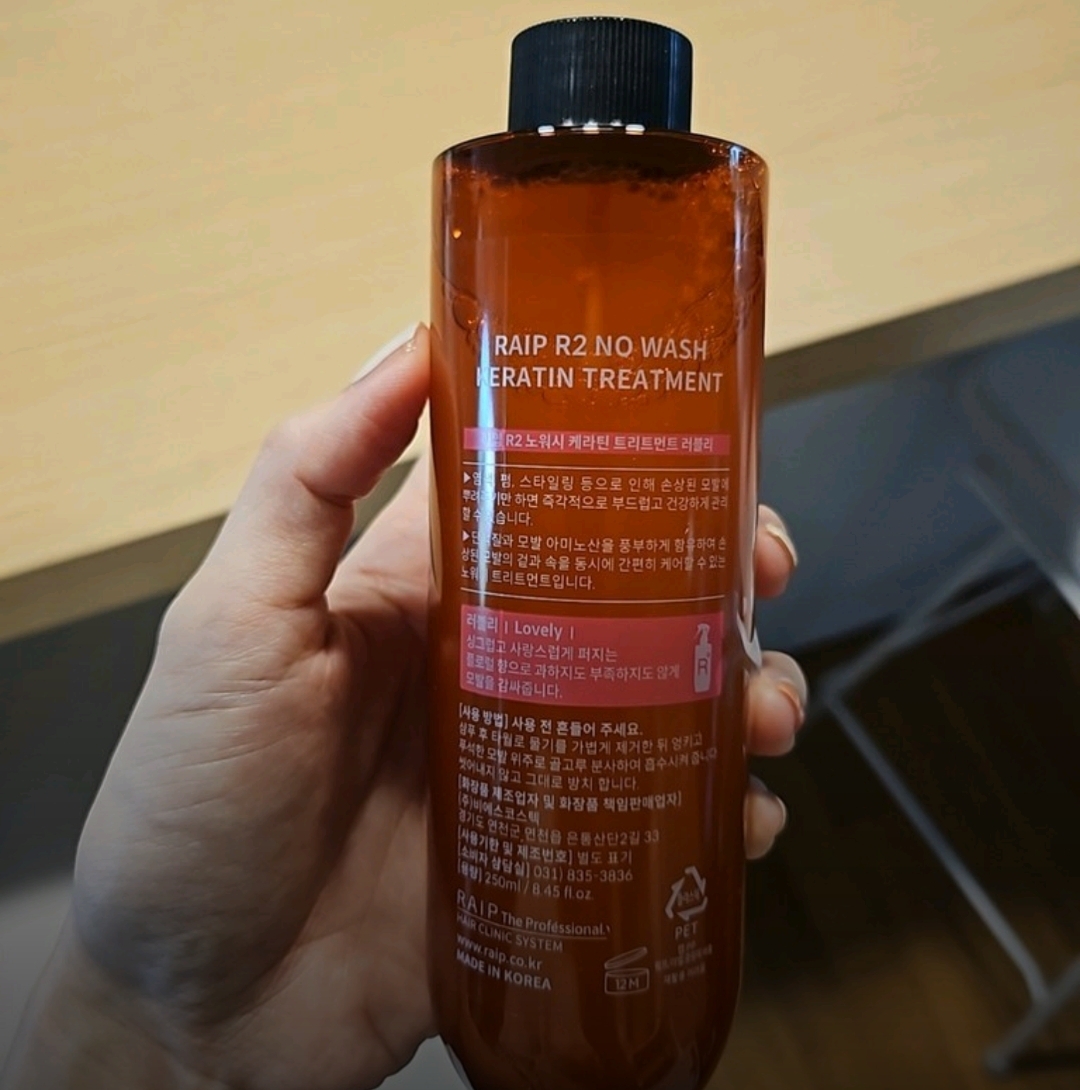 RAIP R2 NO WASH
KERATIN TREATMENT
R2 노워시 케라틴 트리트먼트 러블리
▶염색, 펌, 스타일링 등으로 인해 손상된 모발에
뿌려주기만 하면 즉각적으로 부드럽고 건강하게 관리
할 수 있습니다.
▶단백질과 모발 아미노산을 풍부하게 함유하여 손
상된 모발의 겉과 속을 동시에 간편히 케어할 수 있는
노워시 트리트먼트입니다.
러블리 | Lovely |
싱그럽고 사랑스럽게 퍼지는
플로럴 향으로 과하지도 부족하지도 않게
모발을 감싸줍니다.
R
[사용 방법] 사용 전 흔들어 주세요.
샴푸 후 타월로 물기를 가볍게 제거한 뒤 엉키고
푸석한 모발 위주로 골고루 분사하여 흡수시켜 줍니다.
씻어내지 않고 그대로 방치 합니다.
[화장품 제조업자 및 화장품 책임판매업자]
(주)비에스코스텍
경기도 연천군 연천읍 은통산단2길 33
[사용기한 및 제조번호] 별도 표기
[소비자 상담실] 031) 835-3836
[용량] 250ml / 8.45 fl.oz.
RAIP The Professional.
HAIR CLINIC SYSTEM
www.raip.co.kr
MADE IN KOREA
12M
PET